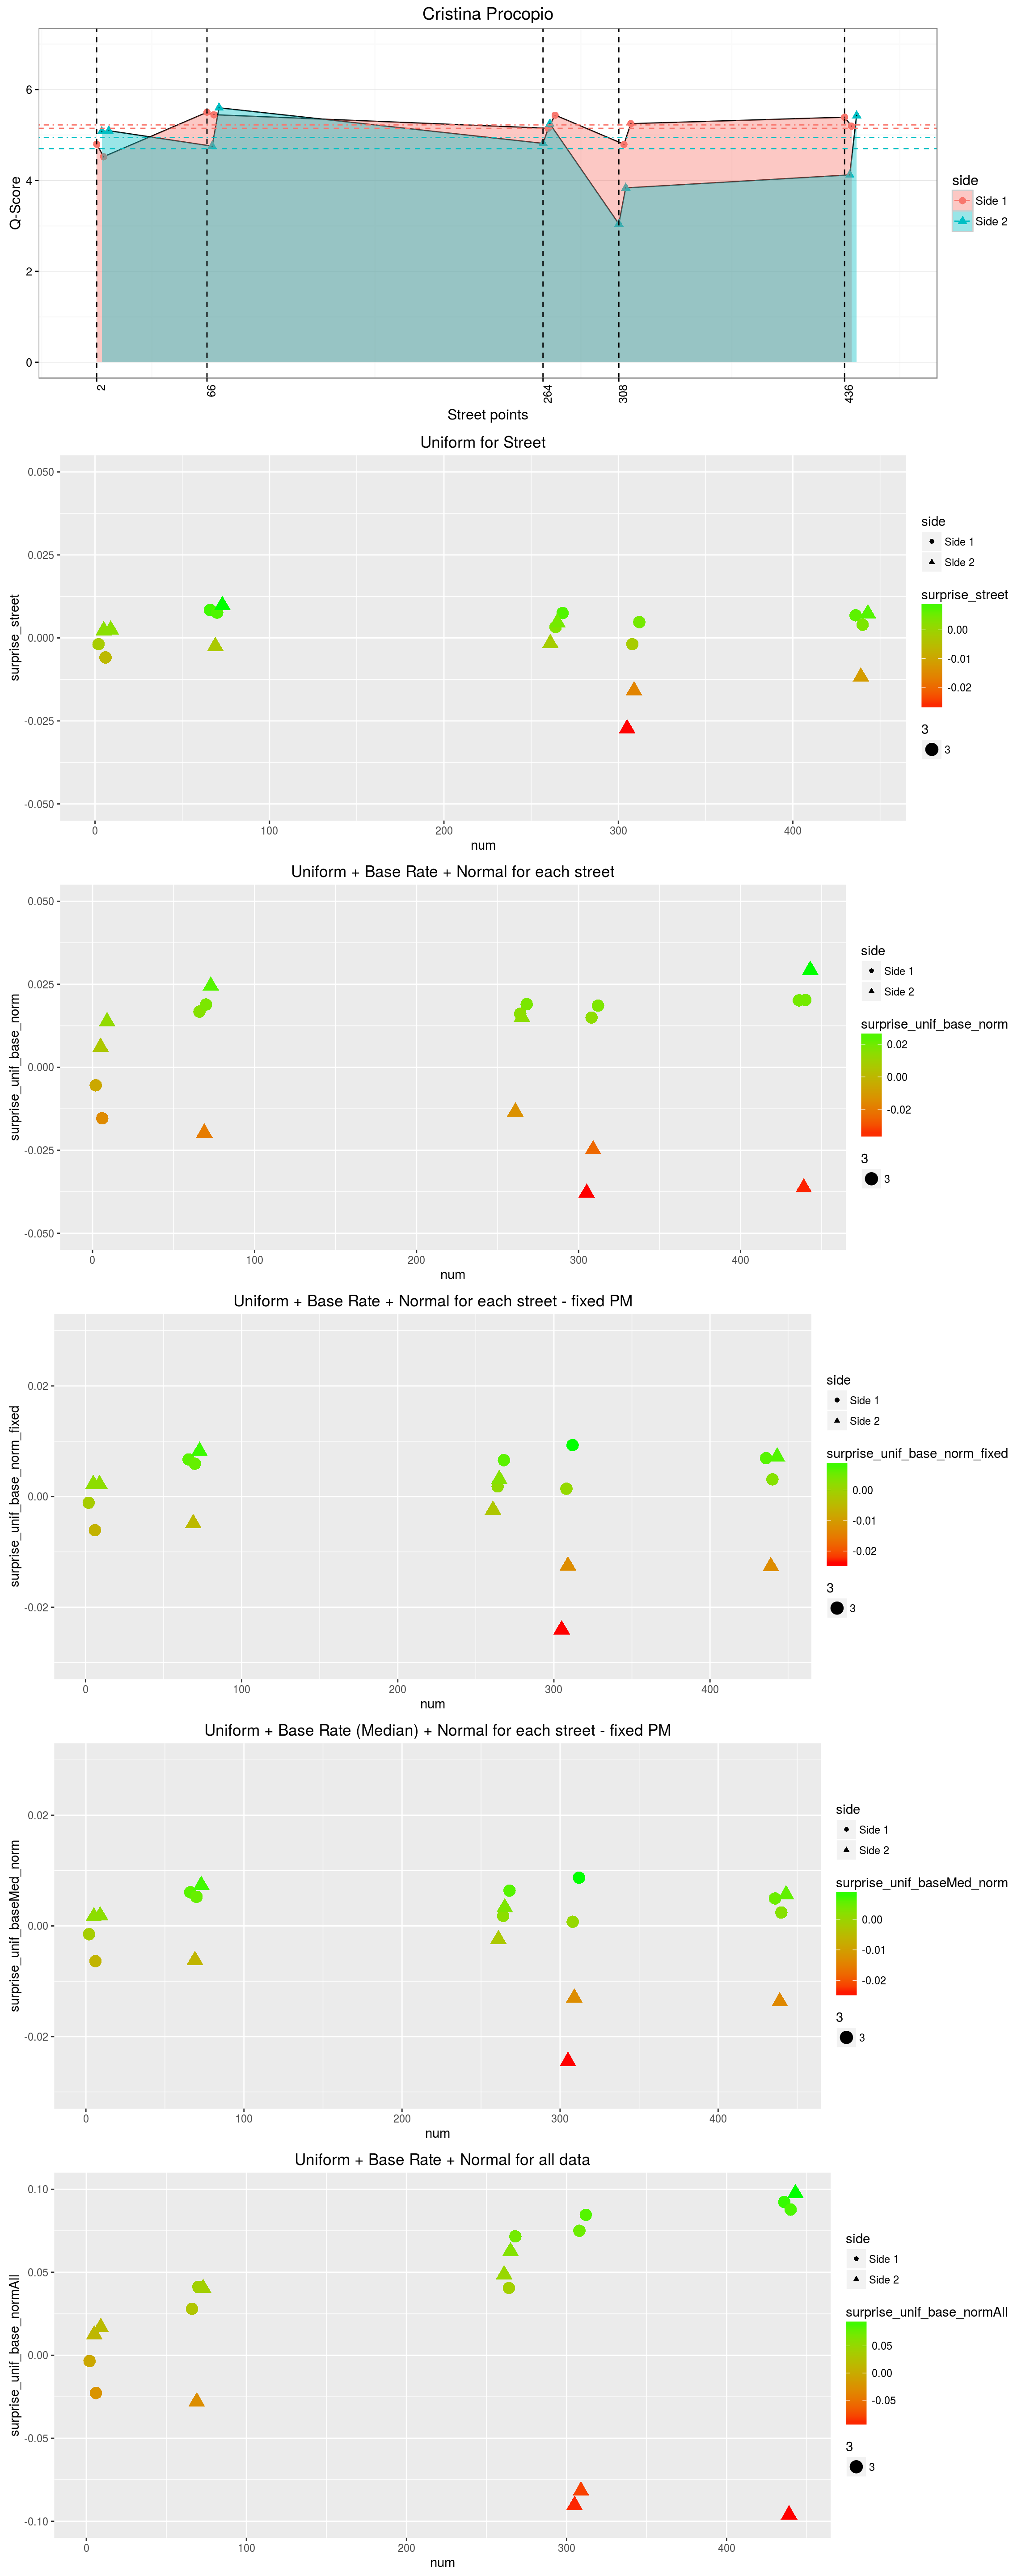 Cristina Procopio
6
4
2
0
Q-Score
2
66
264
308
436
Street points
side
Side 1
Side 2
Uniform for Street
0.050
0.025
0.000
-0.025
-0.050
surprise_street
0
100
200
300
400
num
side
Side 1
Side 2
surprise_street
0.00
-0.01
-0.02
3
3
Uniform + Base Rate + Normal for each street
0.050
0.025
0.000
-0.025
-0.050
surprise_unif_base_norm
0
100
200
300
400
num
side
Side 1
Side 2
surprise_unif_base_norm
0.02
0.00
-0.02
3
3
Uniform + Base Rate + Normal for each street - fixed PM
0.02
0.00
-0.02
surprise_unif_base_norm_fixed
0
100
200
300
400
num
side
Side 1
Side 2
surprise_unif_base_norm_fixed
0.00
-0.01
-0.02
3
3
Uniform + Base Rate (Median) + Normal for each street - fixed PM
0.02
0.00
-0.02
surprise_unif_baseMed_norm
0
100
200
300
400
num
side
Side 1
Side 2
surprise_unif_baseMed_norm
0.00
-0.01
-0.02
3
3
Uniform + Base Rate + Normal for all data
0.10
0.05
0.00
-0.05
-0.10
surprise_unif_base_normAll
0
100
200
300
400
num
side
Side 1
Side 2
surprise_unif_base_normAll
0.05
0.00
-0.05
3
3